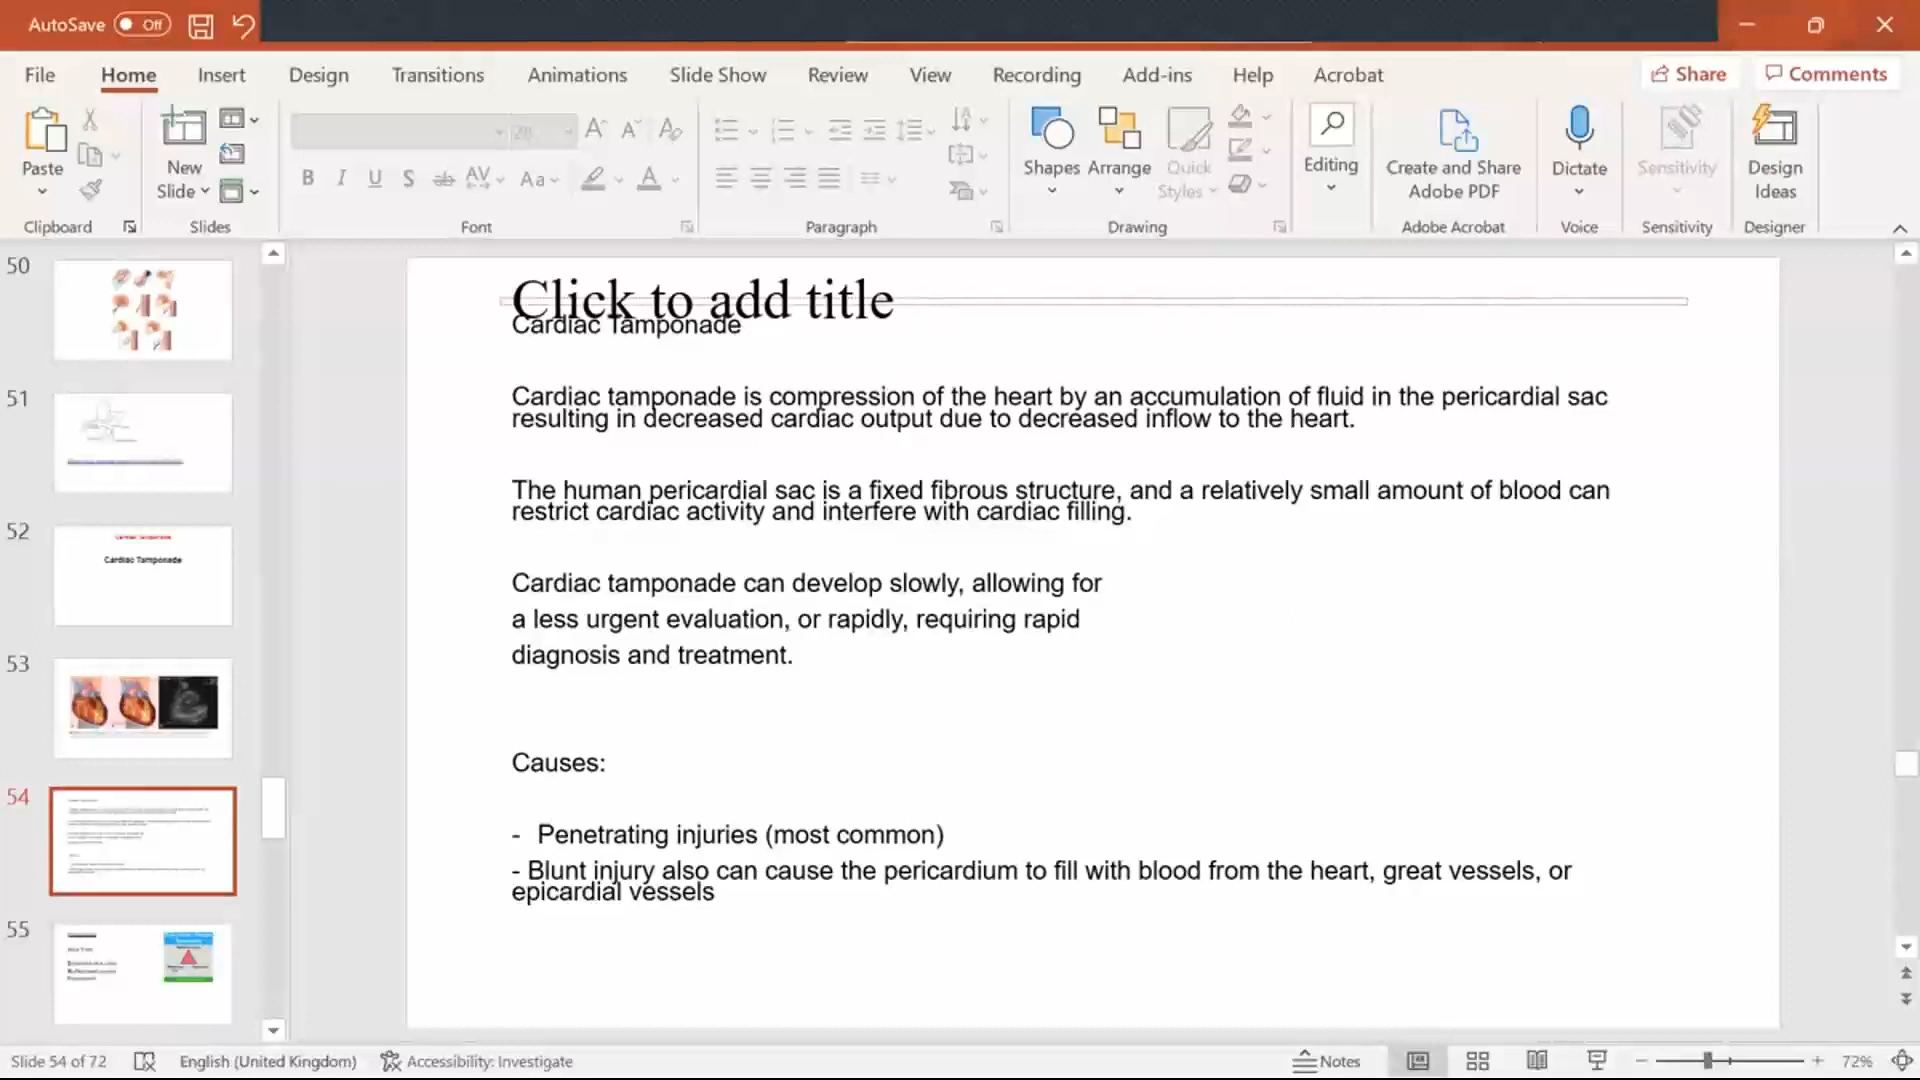 AutoSave Off
File Home Insert Design Transitions Animations Slide Show Review View Recording Add-ins Help Acrobat Share Comments
Paste
New Slide
28
B I U S ab AV Aa A
Shapes Arrange Quick Styles
Editing
Create and Share Adobe PDF
Dictate
Sensitivity
Design Ideas
Clipboard Slides Font Paragraph Drawing Adobe Acrobat Voice Sensitivity Designer
50
51
52
Cardiac Tamponade
Cardiac Tamponade
53
54
55
Click to add title
Cardiac Tamponade
Cardiac tamponade is compression of the heart by an accumulation of fluid in the pericardial sac
resulting in decreased cardiac output due to decreased inflow to the heart.
The human pericardial sac is a fixed fibrous structure, and a relatively small amount of blood can
restrict cardiac activity and interfere with cardiac filling.
Cardiac tamponade can develop slowly, allowing for
a less urgent evaluation, or rapidly, requiring rapid
diagnosis and treatment.
Causes:
- Penetrating injuries (most common)
- Blunt injury also can cause the pericardium to fill with blood from the heart, great vessels, or
epicardial vessels
Slide 54 of 72 English (United Kingdom) Accessibility: Investigate Notes 72%